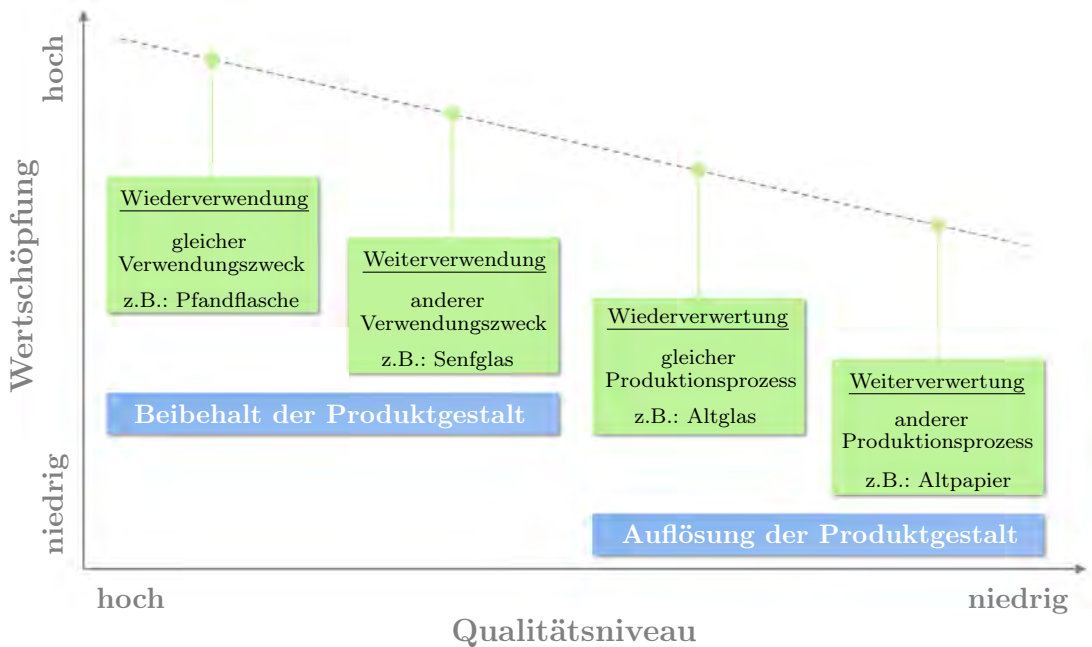 hoch
Wertschöpfung
niedrig
Wiederverwendung
gleicher
Verwendungszweck
z.B.: Pfandflasche
Weiterverwendung
anderer
Verwendungszweck
z.B.: Senfglas
Wiederverwertung
gleicher
Produktionsprozess
z.B.: Altglas
Weiterverwertung
anderer
Produktionsprozess
z.B.: Altpapier
Beibehalt der Produktgestalt
Auflösung der Produktgestalt
hoch
niedrig
Qualitätsniveau